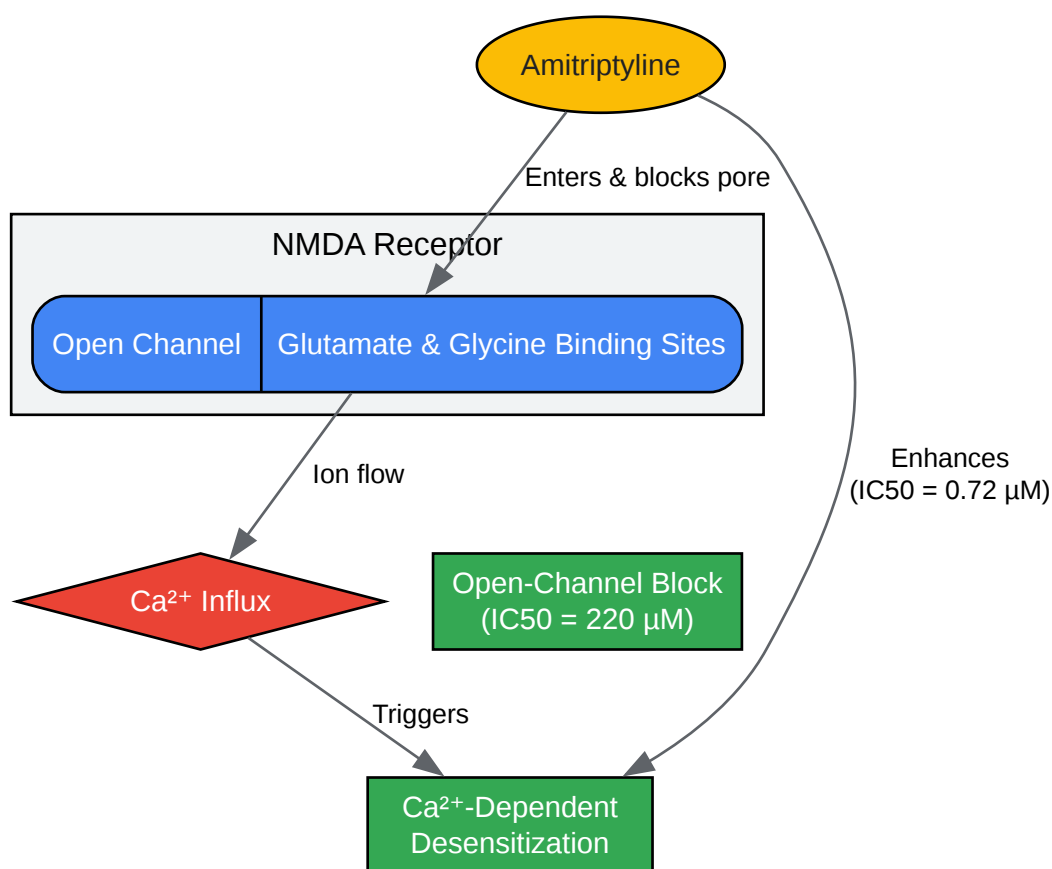 Amitriptyline
Enters & blocks pore
NMDA Receptor
Open Channel
Glutamate & Glycine Binding Sites
Ion flow
Enhances
(IC50 = 0.72 µM)
Ca²⁺ Influx
Open-Channel Block
(IC50 = 220 µM)
Triggers
Ca²⁺-Dependent
Desensitization